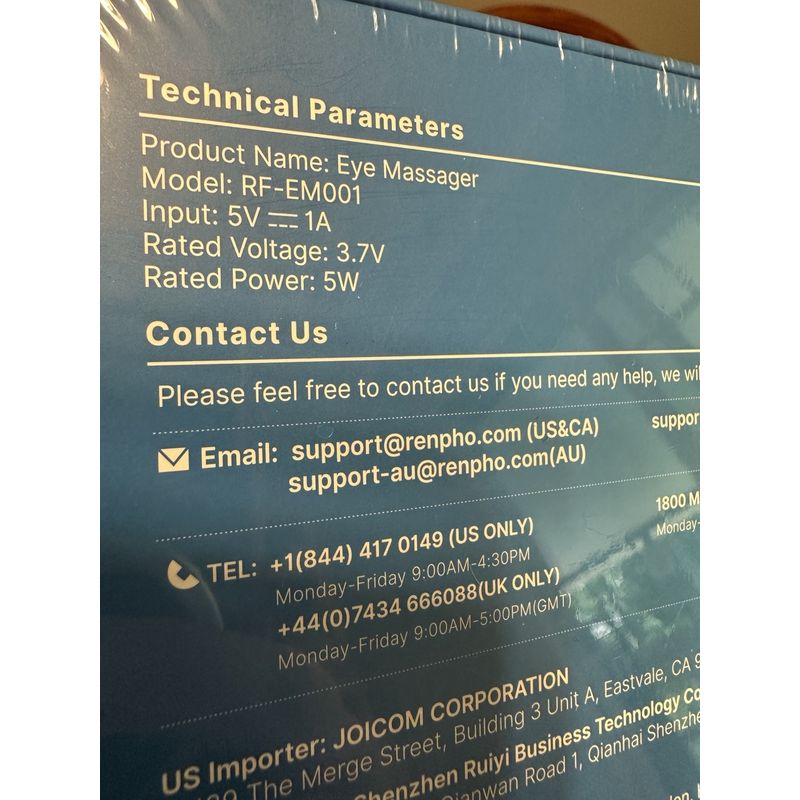 Technical Parameters
Product Name: Eye Massager
Model: RF-EM001
Input: 5V ⎓ 1A
Rated Voltage: 3.7V
Rated Power: 5W
Contact Us
Please feel free to contact us if you need any help, we
Email: support@renpho.com (US&CA)
support-au@renpho.com(AU)
TEL: +1(844) 417 0149 (US ONLY)
Monday-Friday 9:00AM-4:30PM
+44(0)7434 666088(UK ONLY)
Monday-Friday 9:00AM-5:00PM(GMT)
1800
Monday-
US Importer: JOICOM CORPORATION
The Merge Street, Building 3 Unit A, Eastvale, CA
Shenzhen Ruiyi Business Technology
Qianwan Road 1, Qianhai